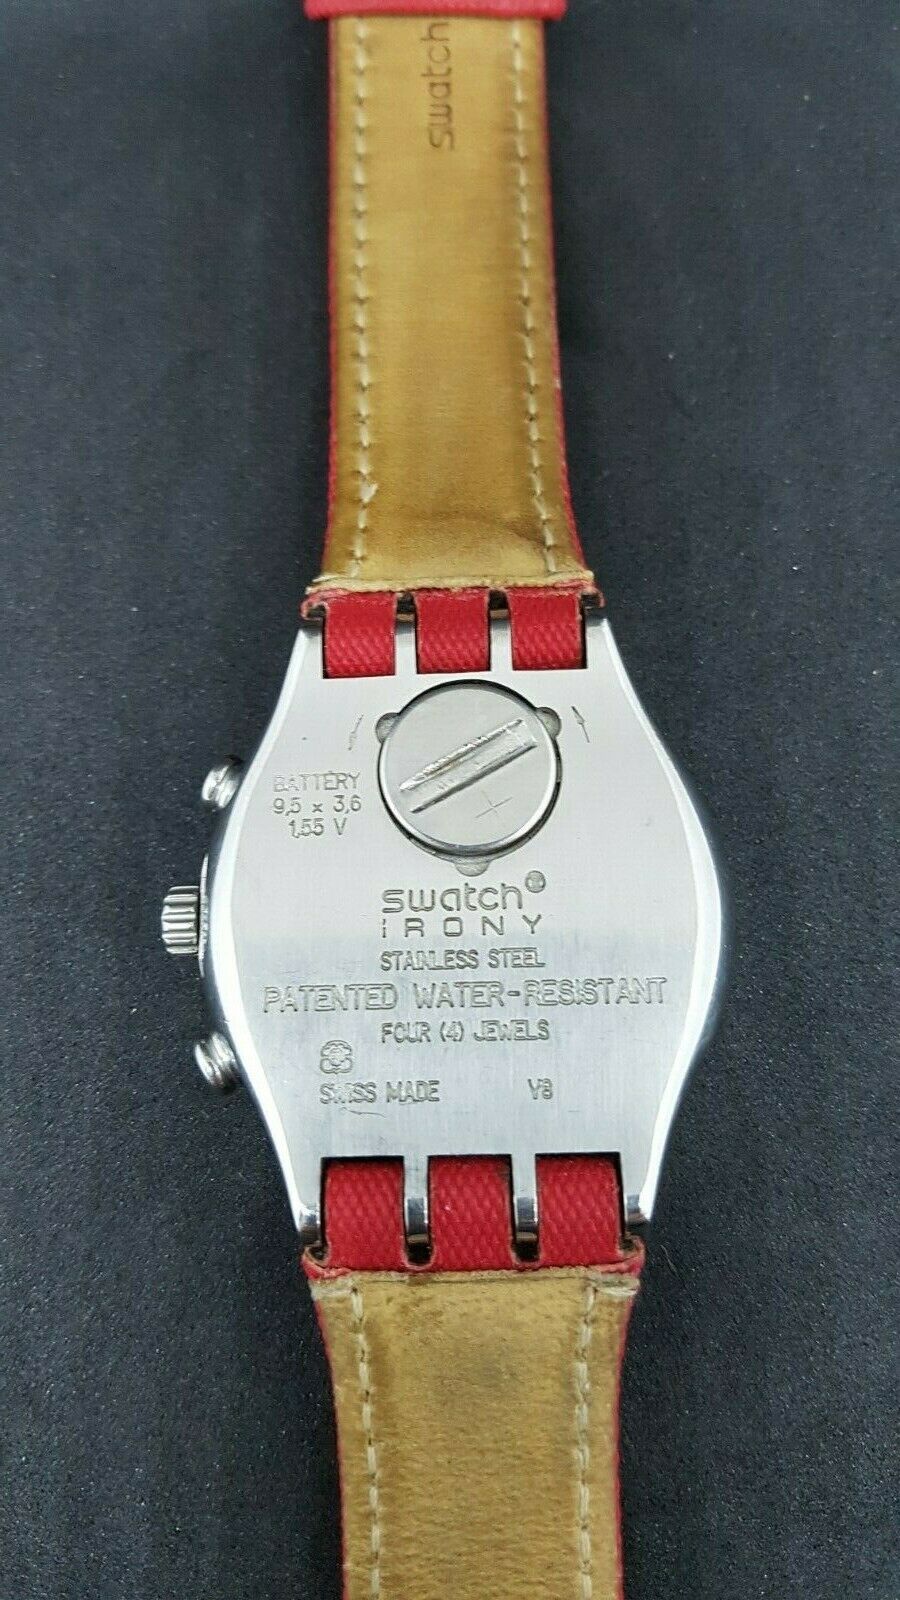 swatch
BATTERY
9,5 x 3,6
1,55 V
+
swatch
iRONY
STAINLESS STEEL
PATENTED WATER-RESISTANT
FOUR (4) JEWELS
SWISS MADE V8